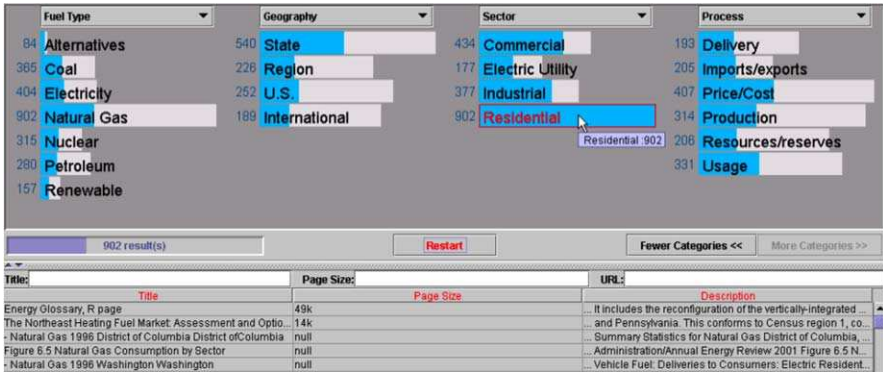 Fuel Type Geography Sector Process
84 Alternatives 540 State 434 Commercial 193 Delivery
365 Coal 226 Region 177 Electric Utility 205 Imports/exports
404 Electricity 252 U.S. 377 Industrial 407 Price/Cost
902 Natural Gas 189 International 902 Residential 314 Production
315 Nuclear Residential :902 206 Resources/reserves
280 Petroleum 331 Usage
157 Renewable
902 result(s) Restart Fewer Categories << More Categories >>
Title: Page Size: URL:
Title Page Size Description
Energy Glossary, R page 49k ... It includes the reconfiguration of the vertically-integrated ...
The Northeast Heating Fuel Market: Assessment and Optio... 14k ... and Pennsylvania. This conforms to Census region 1, co...
- Natural Gas 1996 District of Columbia District ofColumbia null ... Summary Statistics for Natural Gas District of Columbia, ...
Figure 6.5 Natural Gas Consumption by Sector null ... Administration/Annual Energy Review 2001 Figure 6.5 N...
- Natural Gas 1996 Washington Washington null ... Vehicle Fuel: Deliveries to Consumers: Electric Resident...